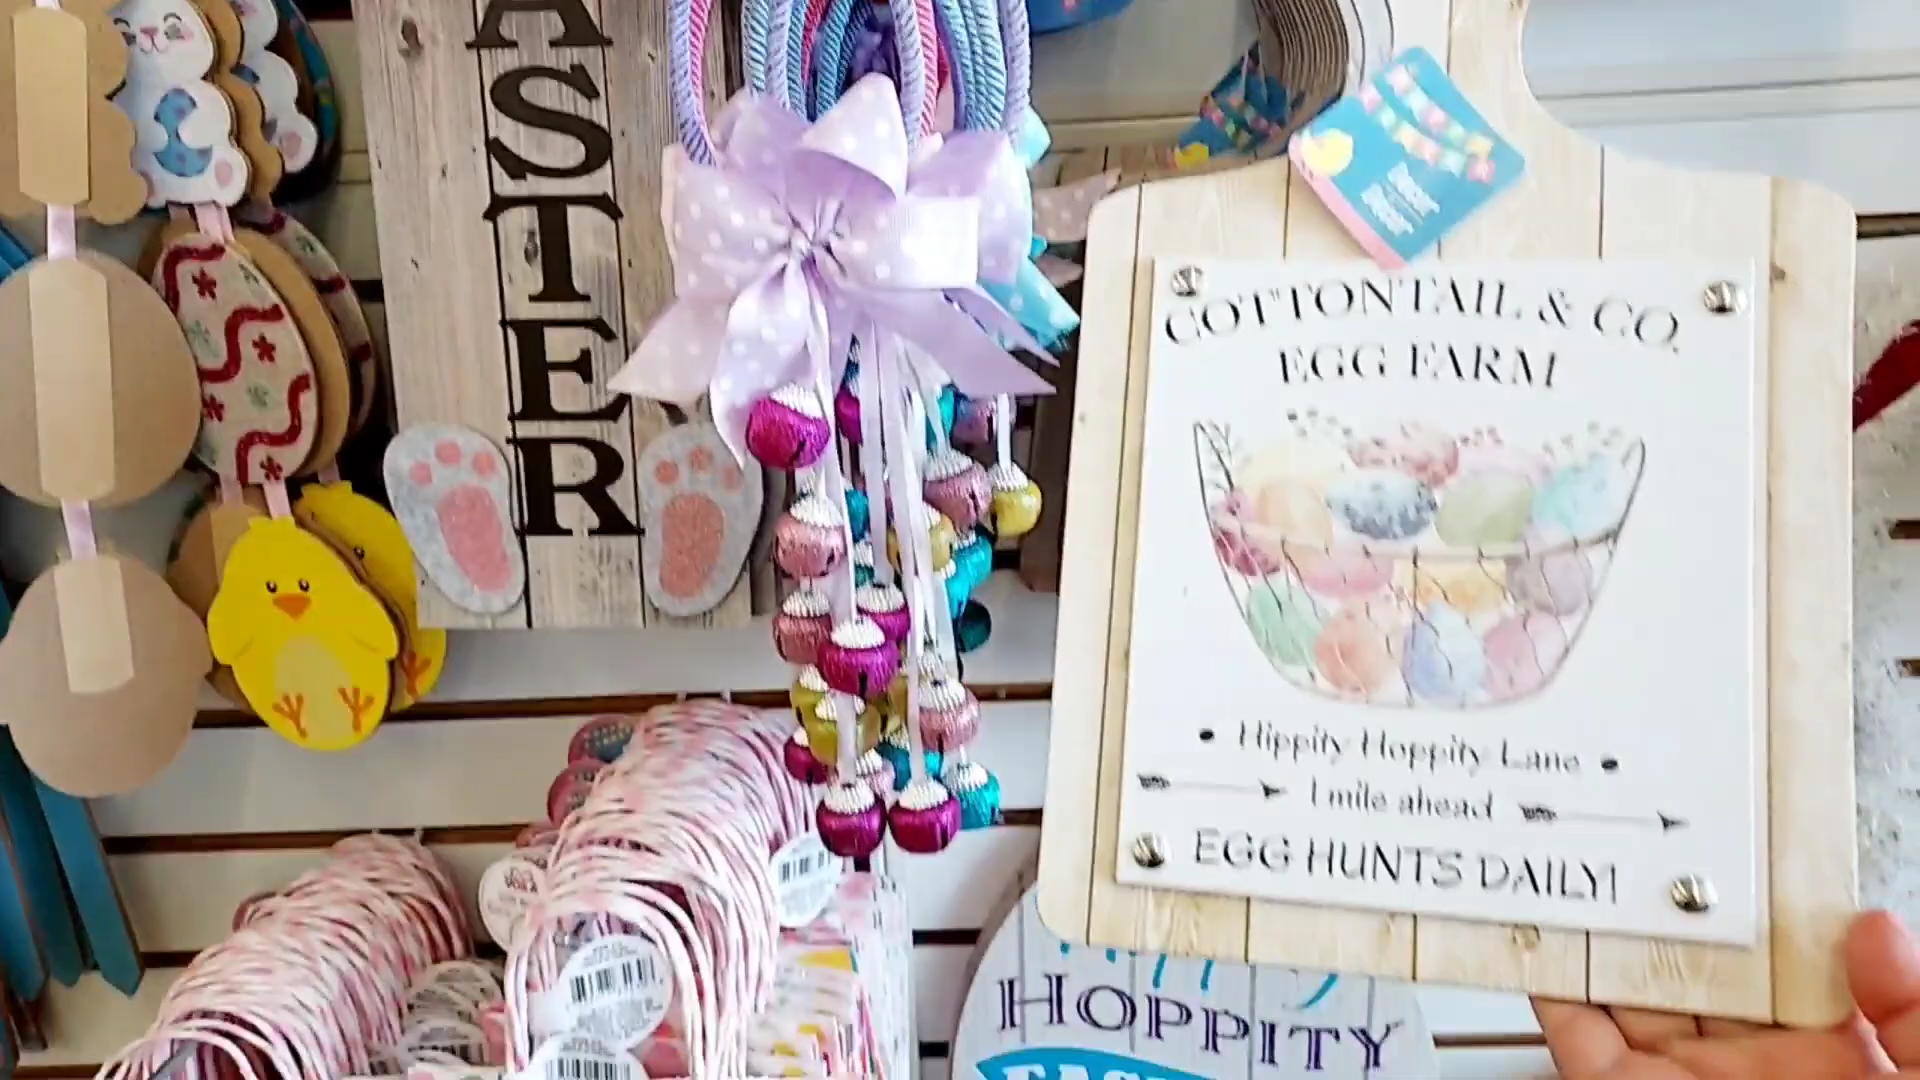 ASTER
COTTONTAIL & CO.
EGG FARM
• Hippity Hoppity Lane •
1 mile ahead
EGG HUNTS DAILY!
HOPPITY